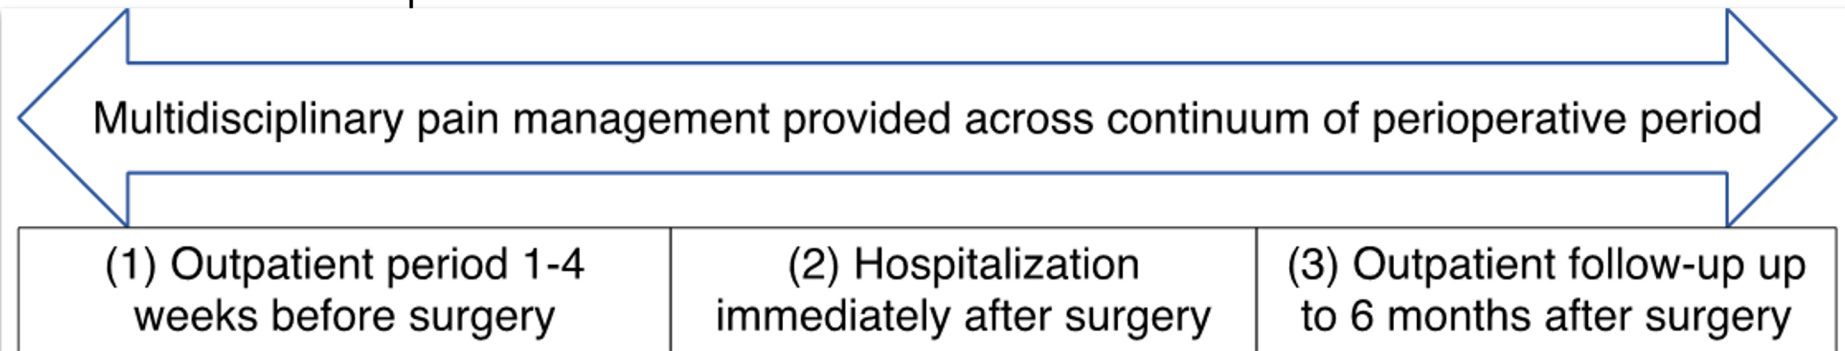 Multidisciplinary pain management provided across continuum of perioperative period
(1) Outpatient period 1-4
weeks before surgery
(2) Hospitalization
immediately after surgery
(3) Outpatient follow-up up
to 6 months after surgery